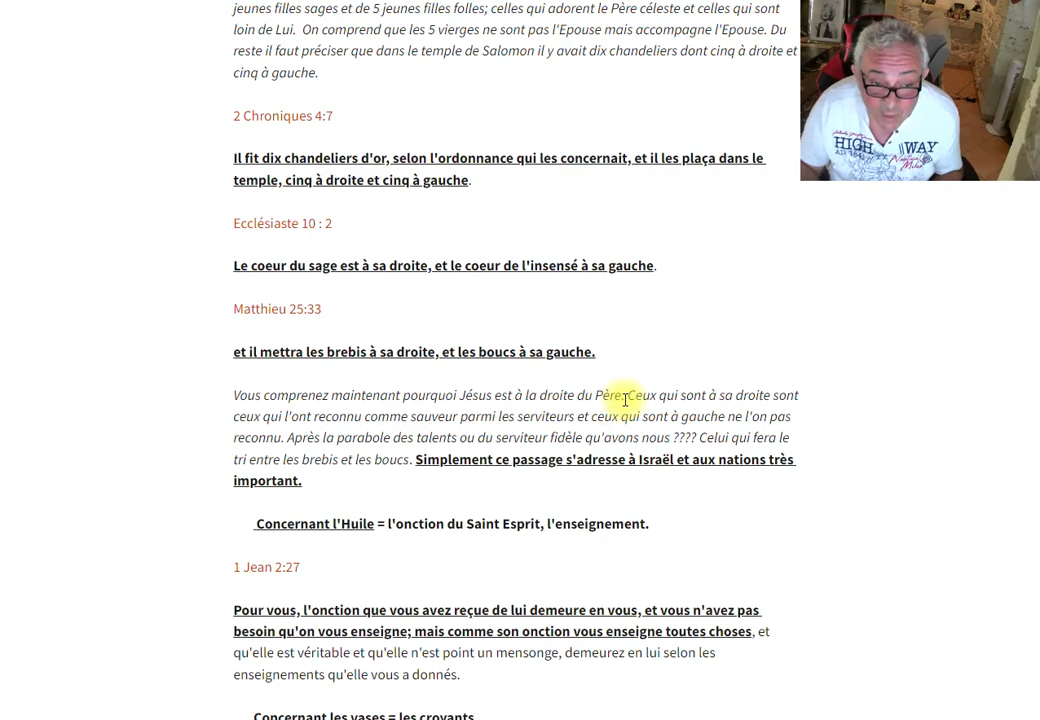 jeunes filles sages et de 5 jeunes filles folles; celles qui adorent le Père céleste et celles qui sont
loin de Lui.  On comprend que les 5 vierges ne sont pas l'Epouse mais accompagne l'Epouse. Du
reste il faut préciser que dans le temple de Salomon il y avait dix chandeliers dont cinq à droite et
cinq à gauche.
2 Chroniques 4:7
Il fit dix chandeliers d'or, selon l'ordonnance qui les concernait, et il les plaça dans le
temple, cinq à droite et cinq à gauche.
Ecclésiaste 10 : 2
Le coeur du sage est à sa droite, et le coeur de l'insensé à sa gauche.
Matthieu 25:33
et il mettra les brebis à sa droite, et les boucs à sa gauche.
Vous comprenez maintenant pourquoi Jésus est à la droite du Père. Ceux qui sont à sa droite sont
ceux qui l'ont reconnu comme sauveur parmi les serviteurs et ceux qui sont à gauche ne l'on pas
reconnu. Après la parabole des talents ou du serviteur fidèle qu'avons nous ???? Celui qui fera le
tri entre les brebis et les boucs. Simplement ce passage s'adresse à Israël et aux nations très
important.
Concernant l'Huile = l'onction du Saint Esprit, l'enseignement.
1 Jean 2:27
Pour vous, l'onction que vous avez reçue de lui demeure en vous, et vous n'avez pas
besoin qu'on vous enseigne; mais comme son onction vous enseigne toutes choses, et
qu'elle est véritable et qu'elle n'est point un mensonge, demeurez en lui selon les
enseignements qu'elle vous a donnés.
Concernant les vases = les croyants
HIGH WAY